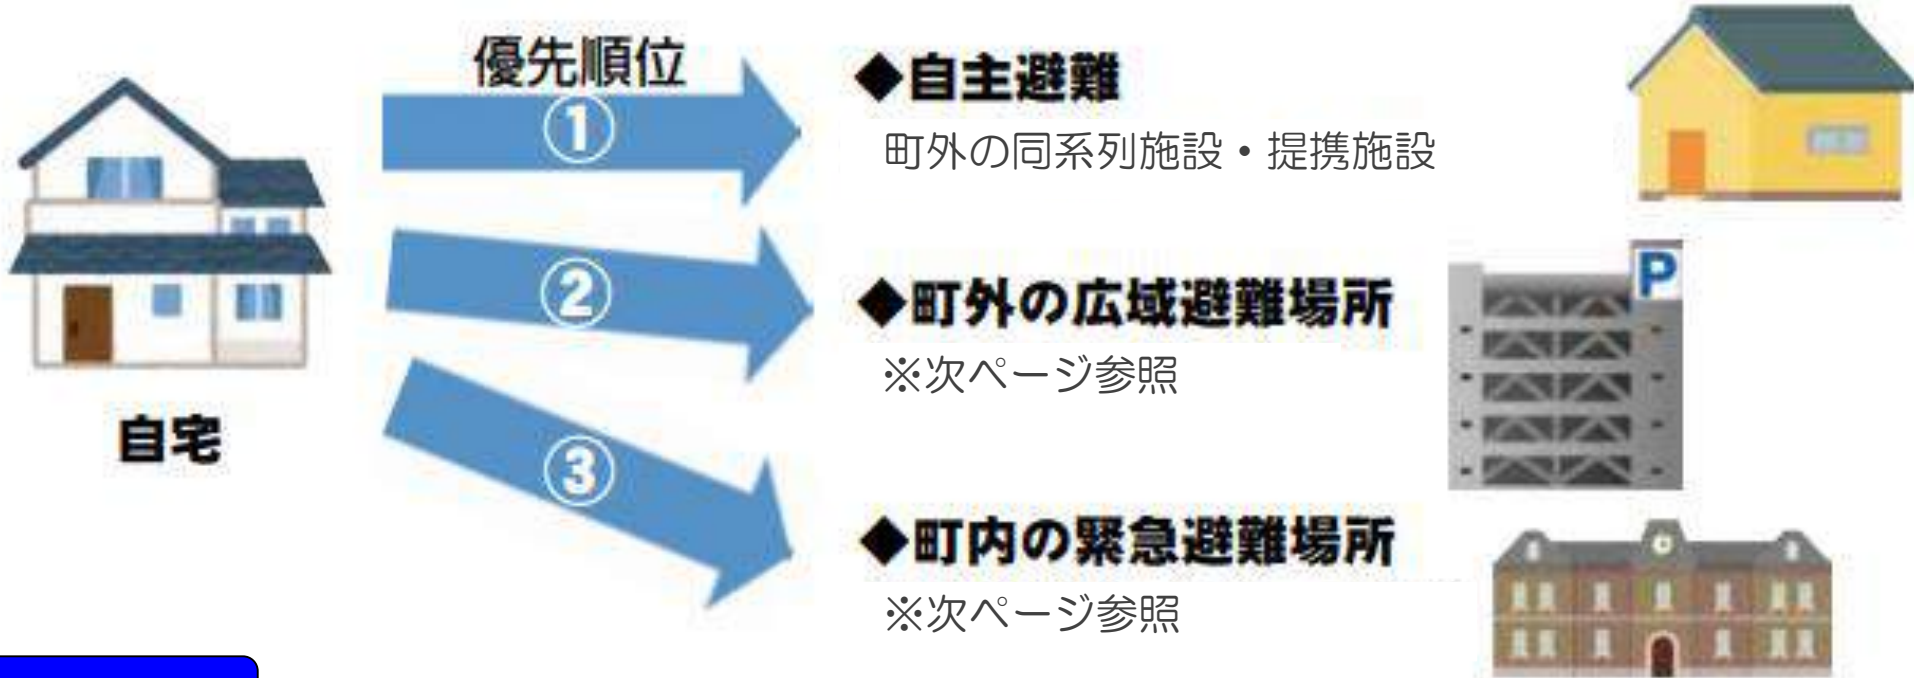 優先順位
①
◆自主避難
町外の同系列施設・提携施設
②
◆町外の広域避難場所
※次ページ参照
P
自宅
③
◆町内の緊急避難場所
※次ページ参照